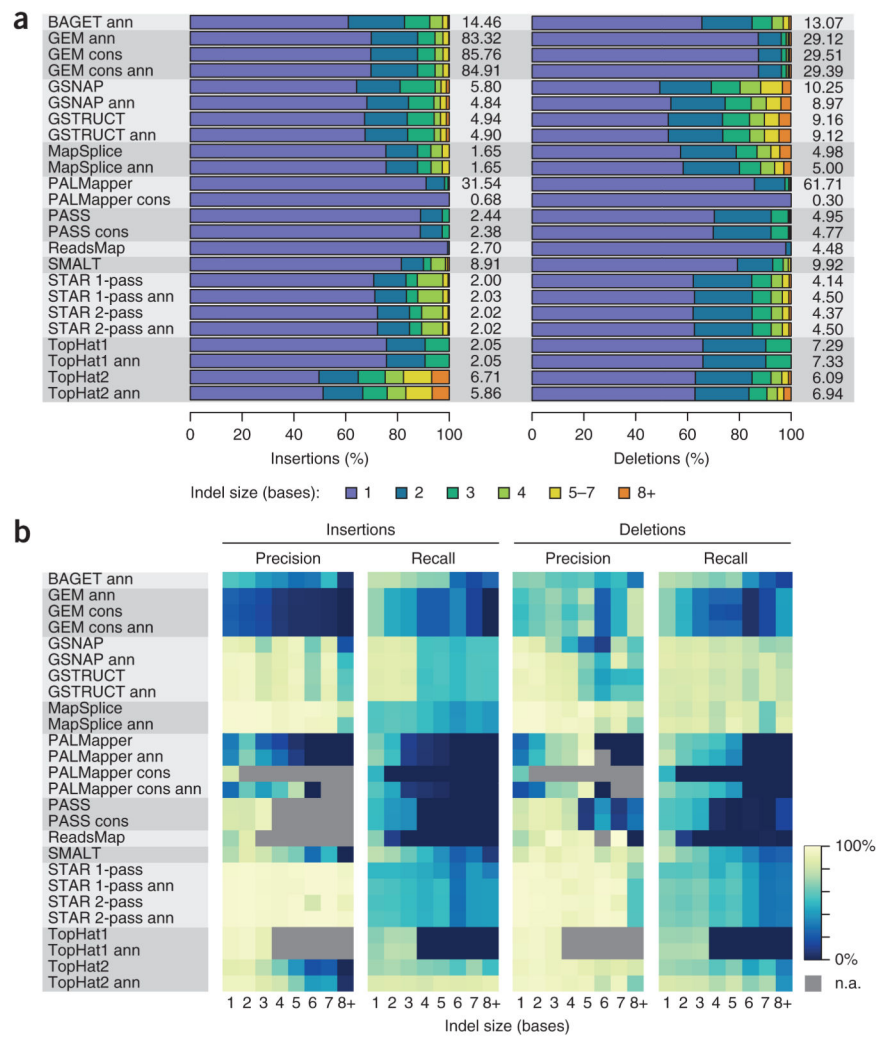 a
BAGET ann 14.46 13.07
GEM ann 83.32 29.12
GEM cons 85.76 29.51
GEM cons ann 84.91 29.39
GSNAP 5.80 10.25
GSNAP ann 4.84 8.97
GSTRUCT 4.94 9.16
GSTRUCT ann 4.90 9.12
MapSplice 1.65 4.98
MapSplice ann 1.65 5.00
PALMapper 31.54 61.71
PALMapper cons 0.68 0.30
PASS 2.44 4.95
PASS cons 2.38 4.77
ReadsMap 2.70 4.48
SMALT 8.91 9.92
STAR 1-pass 2.00 4.14
STAR 1-pass ann 2.03 4.50
STAR 2-pass 2.02 4.37
STAR 2-pass ann 2.02 4.50
TopHat1 2.05 7.29
TopHat1 ann 2.05 7.33
TopHat2 6.71 6.09
TopHat2 ann 5.86 6.94
0 20 40 60 80 100 0 20 40 60 80 100
Insertions (%) Deletions (%)
Indel size (bases): 1 2 3 4 5–7 8+
b
Insertions Deletions
Precision Recall Precision Recall
BAGET ann
GEM ann
GEM cons
GEM cons ann
GSNAP
GSNAP ann
GSTRUCT
GSTRUCT ann
MapSplice
MapSplice ann
PALMapper
PALMapper ann
PALMapper cons
PALMapper cons ann
PASS
PASS cons
ReadsMap
SMALT
STAR 1-pass
STAR 1-pass ann
STAR 2-pass
STAR 2-pass ann
TopHat1
TopHat1 ann
TopHat2
TopHat2 ann
100%
0%
n.a.
1 2 3 4 5 6 7 8+ 1 2 3 4 5 6 7 8+ 1 2 3 4 5 6 7 8+ 1 2 3 4 5 6 7 8+
Indel size (bases)